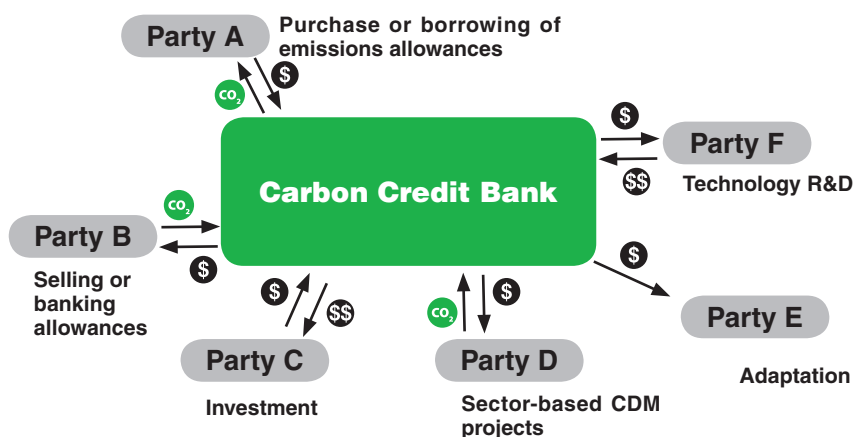 Party A
Purchase or borrowing of
emissions allowances
$
CO₂
$
Party F
$$
Technology R&D
Carbon Credit Bank
CO₂
Party B
$
Selling or
banking
allowances
$
$$
CO₂
$
$
Party E
Party C
Party D
Adaptation
Investment
Sector-based CDM
projects